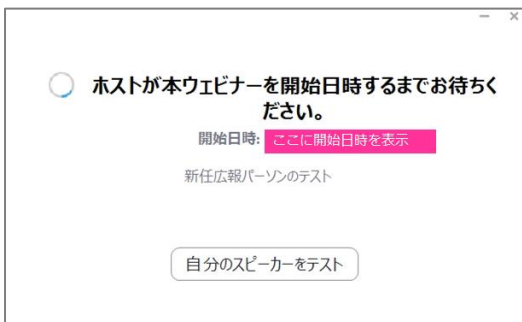 ホストが本ウェビナーを開始日時するまでお待ちく
ださい。
開始日時: ここに開始日時を表示
新任広報パーソンのテスト
自分のスピーカーをテスト